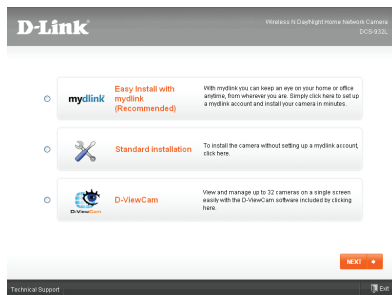 D-Link
Wireless N Day/Night Home Network Camera
DCS-932L
mydlink
Easy Install with
mydlink
(Recommended)
With mydlink you can keep an eye on your home or office
anytime, from wherever you are. Simply click here to set up
a mydlink account and install your camera in minutes.
Standard installation
To install the camera without setting up a mydlink account,
click here.
D-ViewCam
D-ViewCam
View and manage up to 32 cameras on a single screen
easily with the D-ViewCam software included by clicking
here.
NEXT
Technical Support
Exit